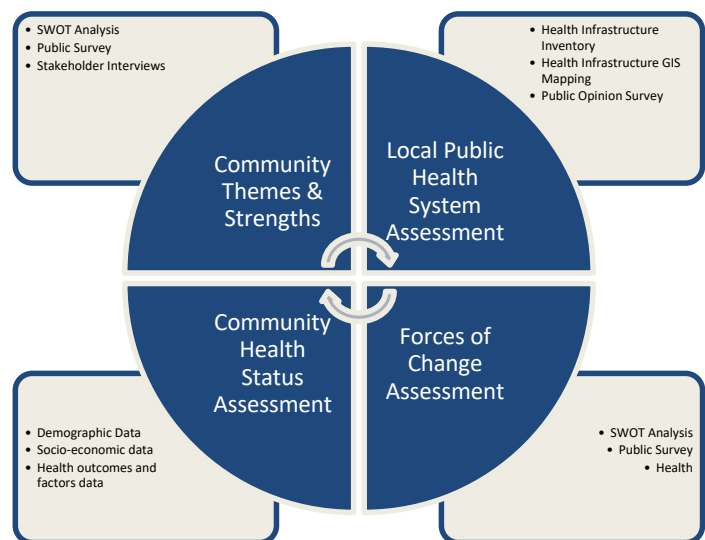 • SWOT Analysis
• Public Survey
• Stakeholder Interviews
• Health Infrastructure
Inventory
• Health Infrastructure GIS
Mapping
• Public Opinion Survey
Community
Themes &
Strengths
Local Public
Health
System
Assessment
Community
Health
Status
Assessment
Forces of
Change
Assessment
• Demographic Data
• Socio-economic data
• Health outcomes and
factors data
• SWOT Analysis
• Public Survey
• Health